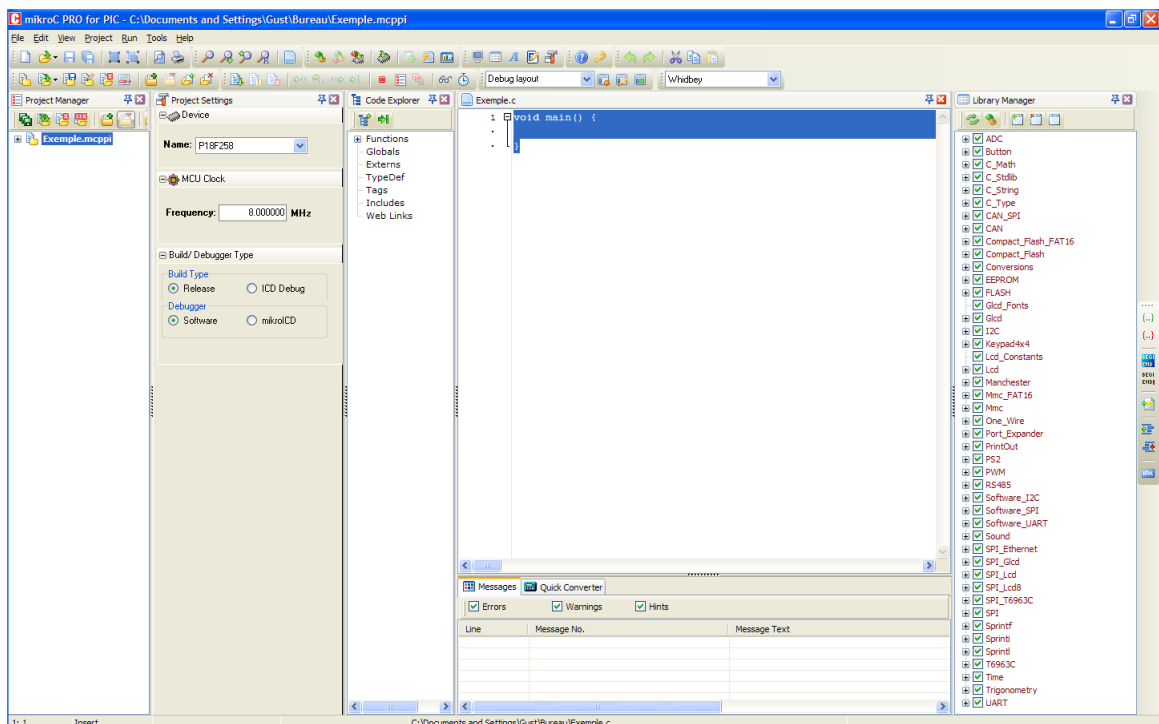 mikroC PRO for PIC - C:\Documents and Settings\Gust\Bureau\Exemple.mcppi
File Edit View Project Run Tools Help
Debug layout
Whidbey
Project Manager
Exemple.mcppi
Project Settings
Device
Name: P18F258
MCU Clock
Frequency: 8.000000 MHz
Build/ Debugger Type
Build Type
Release ICD Debug
Debugger
Software mikroICD
Code Explorer
Functions
Globals
Externs
TypeDef
Tags
Includes
Web Links
Exemple.c
1 void main() {
}
Messages Quick Converter
Errors Warnings Hints
Line Message No. Message Text
Library Manager
ADC
Button
C_Math
C_Stdlib
C_String
C_Type
CAN_SPI
CAN
Compact_Flash_FAT16
Compact_Flash
Conversions
EEPROM
FLASH
Glcd_Fonts
Glcd
I2C
Keypad4x4
Lcd_Constants
Lcd
Manchester
Mmc_FAT16
Mmc
One_Wire
Port_Expander
PrintOut
PS2
PWM
RS485
Software_I2C
Software_SPI
Software_UART
Sound
SPI_Ethernet
SPI_Glcd
SPI_Lcd
SPI_Lcd8
SPI_T6963C
SPI
Sprintf
Sprinti
Sprintl
T6963C
Time
Trigonometry
UART
{..}
{..}
1: 1 Insert C:\Documents and Settings\Gust\Bureau\Exemple.c